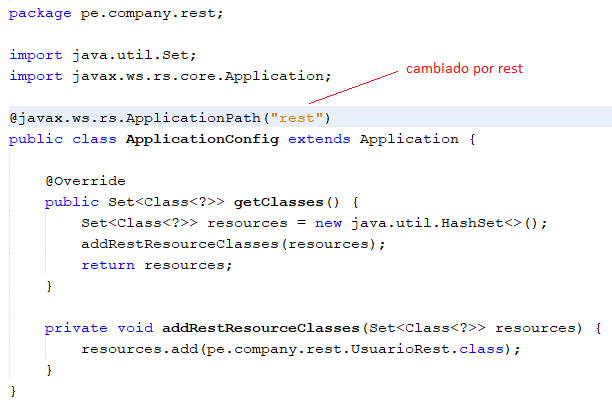 package pe.company.rest;
import java.util.Set;
import javax.ws.rs.core.Application;
cambiado por rest
@javax.ws.rs.ApplicationPath("rest")
public class ApplicationConfig extends Application {
@Override
public Set<Class<?>> getClasses() {
Set<Class<?>> resources = new java.util.HashSet<>();
addRestResourceClasses(resources);
return resources;
}
private void addRestResourceClasses(Set<Class<?>> resources) {
resources.add(pe.company.rest.UsuarioRest.class);
}
}